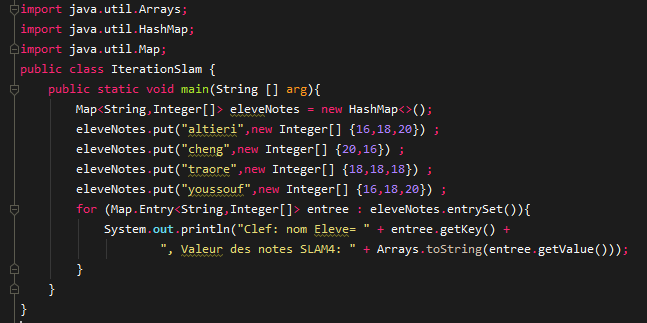 import java.util.Arrays;
import java.util.HashMap;
import java.util.Map;
public class IterationSlam {
    public static void main(String [] arg){
        Map<String,Integer[]> eleveNotes = new HashMap<>();
        eleveNotes.put("altieri",new Integer[] {16,18,20}) ;
        eleveNotes.put("cheng",new Integer[] {20,16}) ;
        eleveNotes.put("traore",new Integer[] {18,18,18}) ;
        eleveNotes.put("youssouf",new Integer[] {16,18,20}) ;
        for (Map.Entry<String,Integer[]> entree : eleveNotes.entrySet()){
            System.out.println("Clef: nom Eleve= " + entree.getKey() +
                    ", Valeur des notes SLAM4: " + Arrays.toString(entree.getValue()));
        }
    }
}